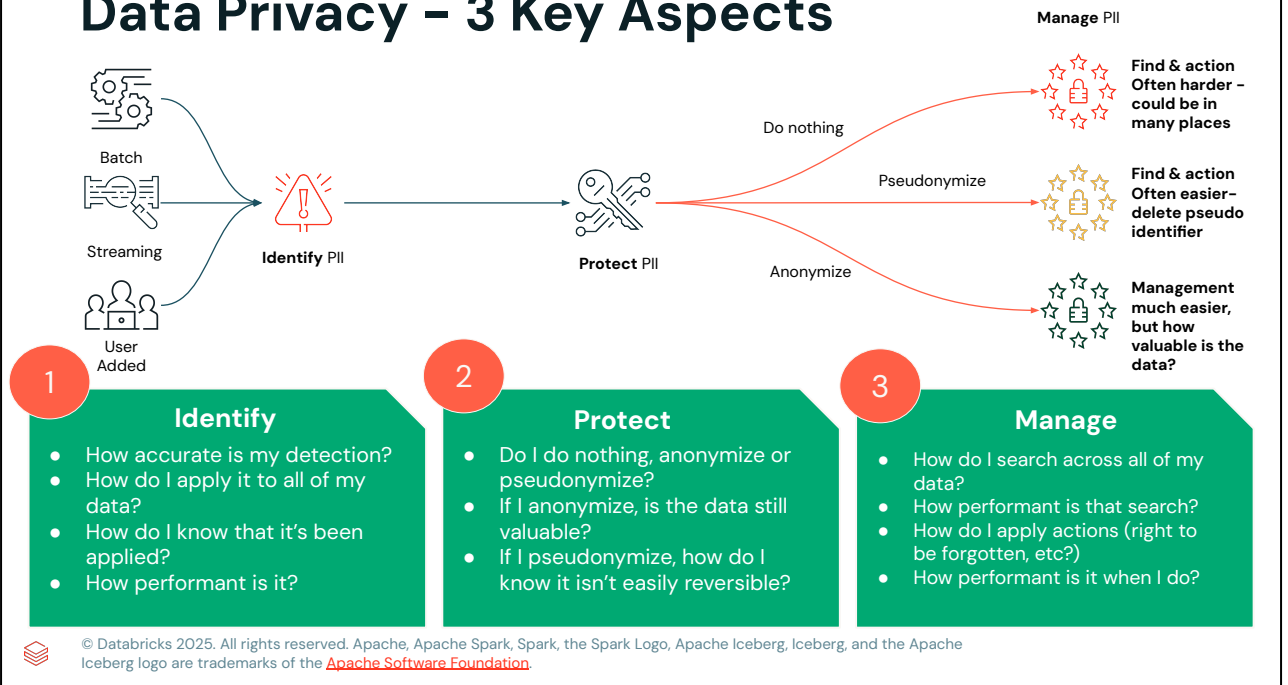 Data Privacy - 3 Key Aspects
Manage PII
Batch
Streaming
User
Added
Identify PII
Protect PII
Do nothing
Pseudonymize
Anonymize
Find & action
Often harder -
could be in
many places
Find & action
Often easier-
delete pseudo
identifier
Management
much easier,
but how
valuable is the
data?
1
Identify
● How accurate is my detection?
● How do I apply it to all of my
data?
● How do I know that it's been
applied?
● How performant is it?
2
Protect
● Do I do nothing, anonymize or
pseudonymize?
● If I anonymize, is the data still
valuable?
● If I pseudonymize, how do I
know it isn't easily reversible?
3
Manage
● How do I search across all of my
data?
● How performant is that search?
● How do I apply actions (right to
be forgotten, etc?)
● How performant is it when I do?
© Databricks 2025. All rights reserved. Apache, Apache Spark, Spark, the Spark Logo, Apache Iceberg, Iceberg, and the Apache
Iceberg logo are trademarks of the Apache Software Foundation.